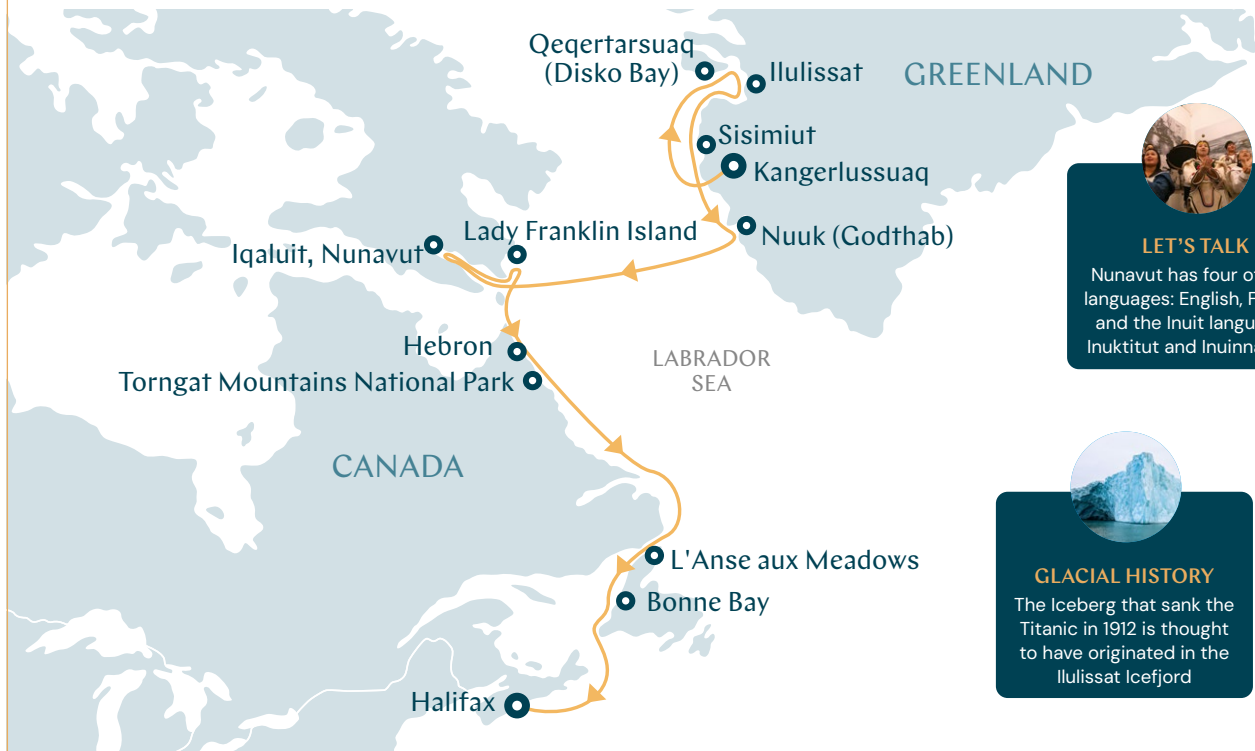 Qeqertarsuaq
(Disko Bay)
Ilulissat
GREENLAND
Sisimiut
Kangerlussuaq
Lady Franklin Island
Nuuk (Godthab)
Iqaluit, Nunavut
Hebron
LABRADOR
SEA
Torngat Mountains National Park
CANADA
L'Anse aux Meadows
Bonne Bay
Halifax
LET'S TALK
Nunavut has four
languages: English,
and the Inuit
Inuktitut and
GLACIAL HISTORY
The Iceberg that sank the
Titanic in 1912 is thought
to have originated in the
Ilulissat Icefjord